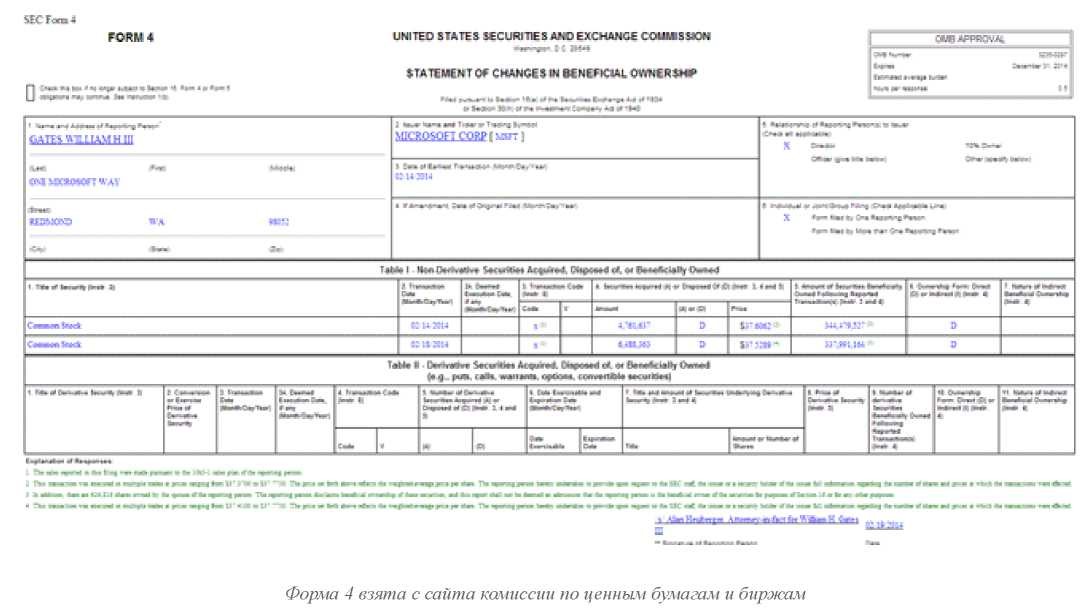 SEC Form 4
FORM 4
UNITED STATES SECURITIES AND EXCHANGE COMMISSION
Washington, D.C. 20549
STATEMENT OF CHANGES IN BENEFICIAL OWNERSHIP
Filed pursuant to Section 16(a) of the Securities Exchange Act of 1934
or Section 30(h) of the Investment Company Act of 1940
OMB APPROVAL
OMB Number
Expires
December 31, 2014
Estimated average burden
hours per response
0.5
Check this box if no longer subject to Section 16. Form 4 or Form 5
obligations may continue. See Instruction 1(b).
1. Name and Address of Reporting Person*
GATES WILLIAM H III
(Last) (First) (Middle)
ONE MICROSOFT WAY
(Street)
REDMOND WA 98052
(City) (State) (Zip)
2. Issuer Name and Ticker or Trading Symbol
MICROSOFT CORP [ MSFT ]
3. Date of Earliest Transaction (Month/Day/Year)
02/14/2014
4. If Amendment, Date of Original Filed (Month/Day/Year)
5. Relationship of Reporting Person(s) to Issuer
(Check all applicable)
X Director 10% Owner
Officer (give title below) Other (specify below)
6. Individual or Joint/Group Filing (Check Applicable Line)
X Form filed by One Reporting Person
Form filed by More than One Reporting Person
Table I - Non-Derivative Securities Acquired, Disposed of, or Beneficially Owned
1. Title of Security (Instr. 3)
2. Transaction Date (Month/Day/Year)
2A. Deemed Execution Date, if any (Month/Day/Year)
3. Transaction Code (Instr. 8)
4. Securities Acquired (A) or Disposed Of (D) (Instr. 3, 4 and 5)
5. Amount of Securities Beneficially Owned Following Reported Transaction(s) (Instr. 3 and 4)
6. Ownership Form: Direct (D) or Indirect (I) (Instr. 4)
7. Nature of Indirect Beneficial Ownership (Instr. 4)
Code V Amount (A) or (D) Price
Common Stock 02/14/2014 4,761,637 D $37.6062 344,479,527 D
Common Stock 02/18/2014 6,488,363 D 337,991,164 D
Table II - Derivative Securities Acquired, Disposed of, or Beneficially Owned
(e.g., puts, calls, warrants, options, convertible securities)
1. Title of Derivative Security (Instr. 3)
2. Conversion or Exercise Price of Derivative Security
3. Transaction Date (Month/Day/Year)
3A. Deemed Execution Date, if any (Month/Day/Year)
4. Transaction Code (Instr. 8)
5. Number of Derivative Securities Acquired (A) or Disposed of (D) (Instr. 3, 4 and 5)
6. Date Exercisable and Expiration Date (Month/Day/Year)
7. Title and Amount of Securities Underlying Derivative Security (Instr. 3 and 4)
8. Price of Derivative Security (Instr. 5)
9. Number of derivative Securities Beneficially Owned Following Reported Transaction(s) (Instr. 4)
10. Ownership Form: Direct (D) or Indirect (I) (Instr. 4)
11. Nature of Indirect Beneficial Ownership (Instr. 4)
Code V (A) (D) Date Exercisable Expiration Date Title Amount or Number of Shares
Explanation of Responses:
1. The sales reported in this filing were made pursuant to the 10b5-1 sales plan of the reporting person.
2. This transaction was executed in multiple trades at prices ranging from The price set forth above reflects the weighted-average price per share. The reporting person hereby undertakes to provide upon request to the SEC staff, the issuer or a security holder of the issuer full information regarding the number of shares and prices at which the transactions were effected.
3. In addition, there are shares owned by the spouse of the reporting person. The reporting person disclaims beneficial ownership of these securities, and this report shall not be deemed an admission that the reporting person is the beneficial owner of the securities for purposes of Section 16 or for any other purpose.
4. This transaction was executed in multiple trades at prices ranging from The price set forth above reflects the weighted-average price per share. The reporting person hereby undertakes to provide upon request to the SEC staff, the issuer or a security holder of the issuer full information regarding the number of shares and prices at which the transactions were effected.
Alan Heuberger, Attorney-in-fact for William H. Gates
III
02/19/2014
** Signature of Reporting Person Date
Форма 4 взята с сайта комиссии по ценным бумагам и биржам